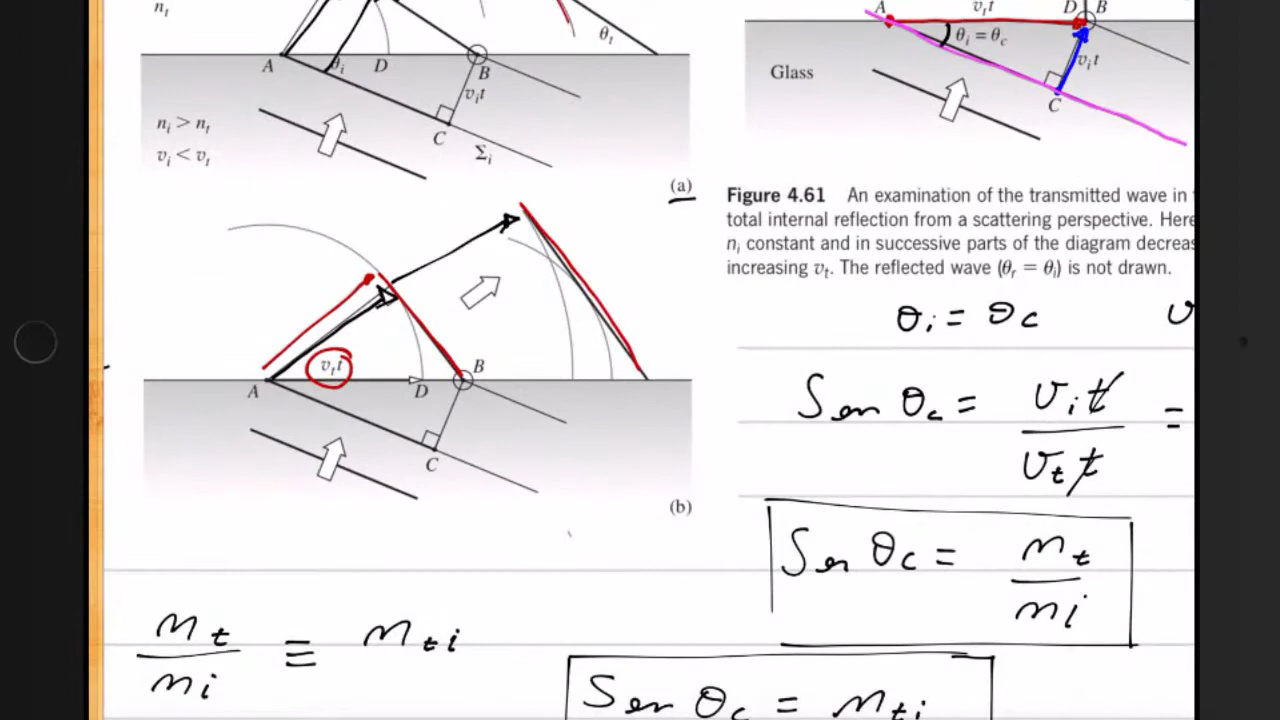 n_t
A θ_i D B θ_t
v_i t
C Σ_i
n_i > n_t
v_i < v_t
(a)
A v_t t D B
θ_i = θ_c
v_i t
Glass
C
Figure 4.61 An examination of the transmitted wave in
total internal reflection from a scattering perspective. Here
n_i constant and in successive parts of the diagram decreas
increasing v_t. The reflected wave (θ_r = θ_i) is not drawn.
v_t t
A D B
C
(b)
θ_i = θ_c v
Sen θ_c = v_i t / v_t t =
Sen θ_c = n_t / n_i
n_t / n_i ≡ n_ti
Sen θ_c = n_ti